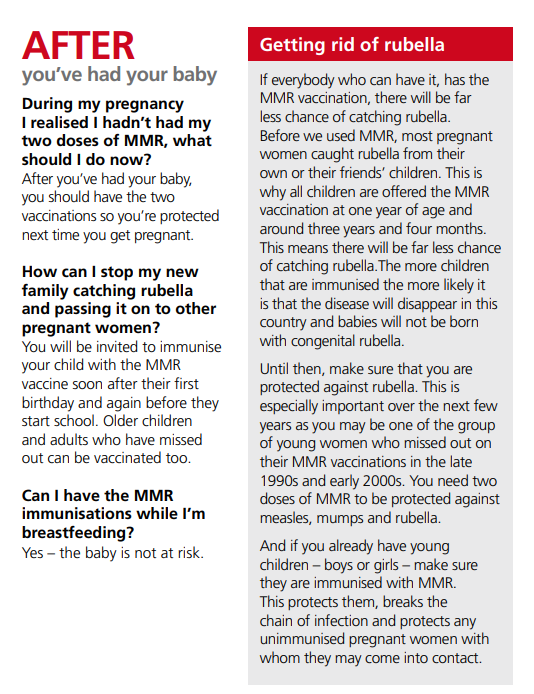 AFTER
you’ve had your baby
During my pregnancy
I realised I hadn’t had my
two doses of MMR, what
should I do now?
After you’ve had your baby,
you should have the two
vaccinations so you’re protected
next time you get pregnant.
How can I stop my new
family catching rubella
and passing it on to other
pregnant women?
You will be invited to immunise
your child with the MMR
vaccine soon after their first
birthday and again before they
start school. Older children
and adults who have missed
out can be vaccinated too.
Can I have the MMR
immunisations while I’m
breastfeeding?
Yes – the baby is not at risk.
Getting rid of rubella
If everybody who can have it, has the
MMR vaccination, there will be far
less chance of catching rubella.
Before we used MMR, most pregnant
women caught rubella from their
own or their friends’ children. This is
why all children are offered the MMR
vaccination at one year of age and
around three years and four months.
This means there will be far less chance
of catching rubella.The more children
that are immunised the more likely it
is that the disease will disappear in this
country and babies will not be born
with congenital rubella.
Until then, make sure that you are
protected against rubella. This is
especially important over the next few
years as you may be one of the group
of young women who missed out on
their MMR vaccinations in the late
1990s and early 2000s. You need two
doses of MMR to be protected against
measles, mumps and rubella.
And if you already have young
children – boys or girls – make sure
they are immunised with MMR.
This protects them, breaks the
chain of infection and protects any
unimmunised pregnant women with
whom they may come into contact.